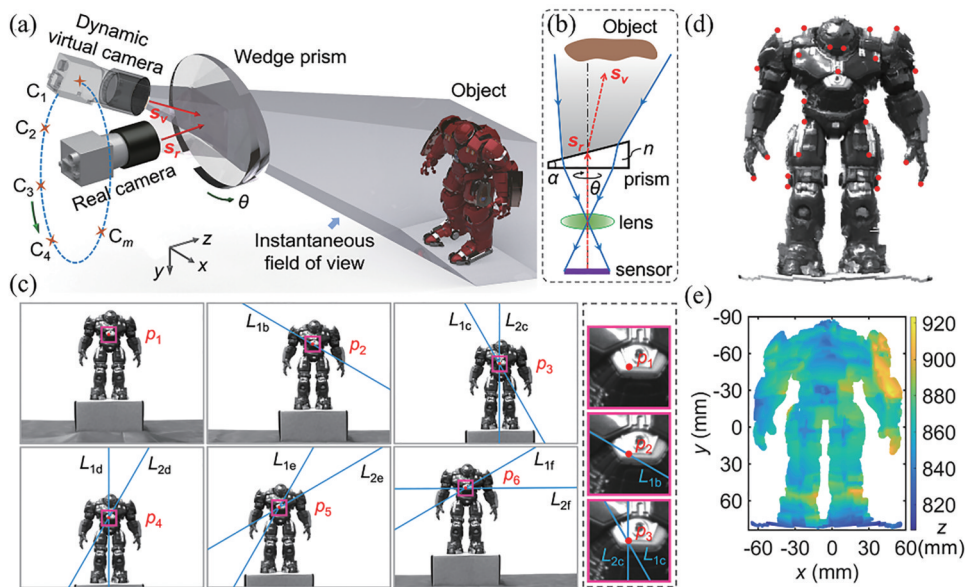 (a)
Dynamic
virtual camera
Wedge prism
Object
C1
C2
C3
C4
Cm
sv
sr
Real camera
θ
Instantaneous
field of view
z
x
y
(b)
Object
sv
sr
n
α
θ
prism
lens
sensor
(c)
p1
L1b
p2
L1c
L2c
p3
L1d
L2d
p4
L1e
L2e
p5
L1f
p6
L2f
p1
p2
L1b
p3
L2c
L1c
(d)
(e)
-90
-60
-30
0
30
60
y (mm)
-60
-30
0
30
60
x (mm)
920
900
880
860
840
820
z
(mm)